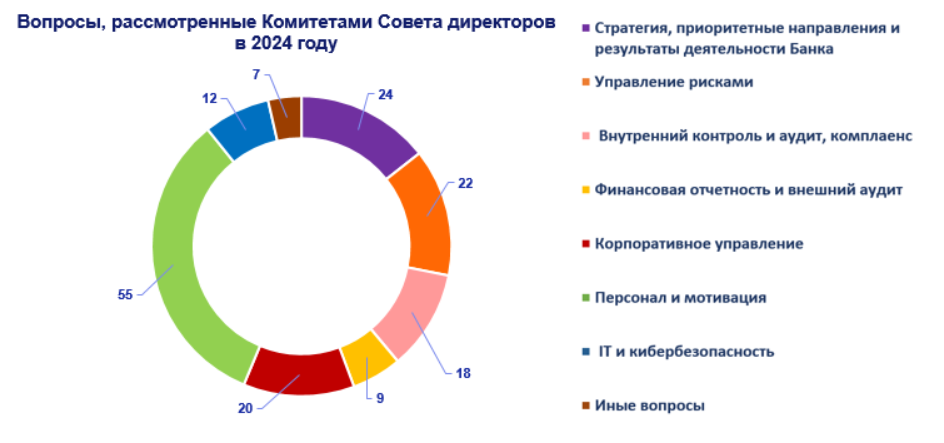 Вопросы, рассмотренные Комитетами Совета директоров
в 2024 году
7
12
24
22
55
18
9
20
Стратегия, приоритетные направления и
результаты деятельности Банка
Управление рисками
Внутренний контроль и аудит, комплаенс
Финансовая отчетность и внешний аудит
Корпоративное управление
Персонал и мотивация
IT и кибербезопасность
Иные вопросы